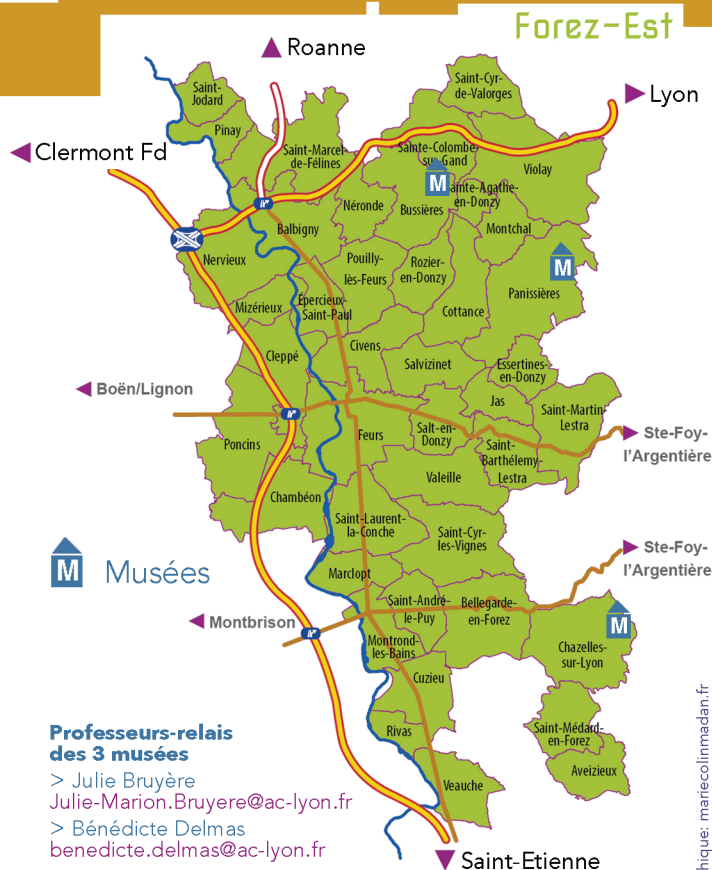 Forez-Est
Roanne
Lyon
Clermont Fd
Saint-Cyr-
de-Valorges
Saint-
Jodard
Pinay
Saint-Marcel-
de-Félines
Sainte-Colombe-
sur-Gand
Violay
M
Sainte-Agathe-
en-Donzy
Néronde
Bussières
Balbigny
Montchal
Nervieux
Pouilly-
lès-Feurs
Rozier-
en-Donzy
M
Panissières
Mizérieux
Épercieux-
Saint-Paul
Cottance
Cleppé
Civens
Salvizinet
Essertines-
en-Donzy
Boën/Lignon
Jas
Saint-Martin-
Lestra
Poncins
Feurs
Salt-en-
Donzy
Saint-
Barthélemy-
Lestra
Ste-Foy-
l'Argentière
Valeille
Chambéon
Saint-Laurent-
la-Conche
Saint-Cyr-
les-Vignes
M Musées
Marclopt
Ste-Foy-
l'Argentière
Montbrison
Saint-André-
le-Puy
Bellegarde-
en-Forez
M
Montrond-
les-Bains
Chazelles-
sur-Lyon
Cuzieu
Rivas
Saint-Médard-
en-Forez
Aveizieux
Veauche
Professeurs-relais
des 3 musées
> Julie Bruyère
Julie-Marion.Bruyere@ac-lyon.fr
> Bénédicte Delmas
benedicte.delmas@ac-lyon.fr
Saint-Etienne
hique: mariecolinmadan.fr